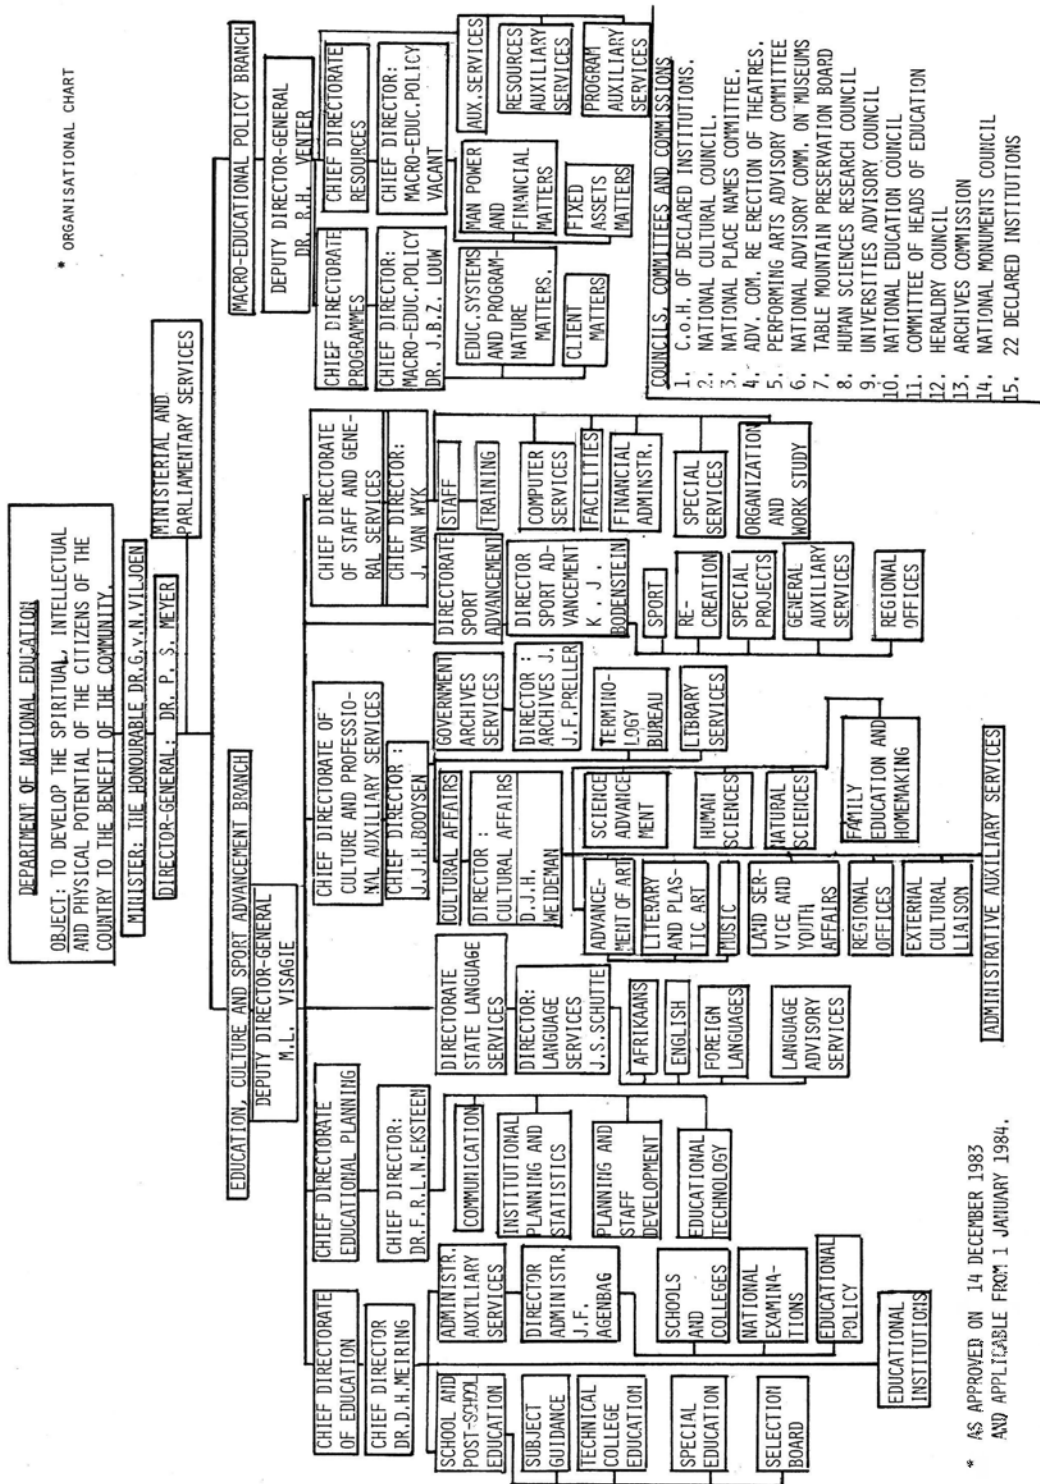 * ORGANISATIONAL CHART
DEPARTMENT OF NATIONAL EDUCATION
OBJECT: TO DEVELOP THE SPIRITUAL, INTELLECTUAL
AND PHYSICAL POTENTIAL OF THE CITIZENS OF THE
COUNTRY TO THE BENEFIT OF THE COMMUNITY.
MINISTER: THE HONOURABLE DR.G.v.N.VILJOEN
DIRECTOR-GENERAL: DR. P. S. MEYER
MINISTERIAL AND
PARLIAMENTARY SERVICES
EDUCATION, CULTURE AND SPORT ADVANCEMENT BRANCH
DEPUTY DIRECTOR-GENERAL
M.L. VISAGIE
MACRO-EDUCATIONAL POLICY BRANCH
DEPUTY DIRECTOR-GENERAL
DR. R.H. VENTER
CHIEF DIRECTORATE
OF EDUCATION
CHIEF DIRECTOR
DR.D.H.MEIRING
SCHOOL AND
POST-SCHOOL
EDUCATION
SUBJECT
GUIDANCE
TECHNICAL
COLLEGE
EDUCATION
SPECIAL
EDUCATION
SELECTION
BOARD
ADMINISTR.
AUXILIARY
SERVICES
DIRECTOR
ADMINISTR.
J.F.
AGENBAG
SCHOOLS
AND
COLLEGES
NATIONAL
EXAMINA-
TIONS
EDUCATIONAL
POLICY
EDUCATIONAL
INSTITUTIONS
CHIEF DIRECTORATE
EDUCATIONAL PLANNING
CHIEF DIRECTOR:
DR.F.R.L.N.EKSTEEN
COMMUNICATION
INSTITUTIONAL
PLANNING AND
STATISTICS
PLANNING AND
STAFF
DEVELOPMENT
EDUCATIONAL
TECHNOLOGY
DIRECTORATE
STATE LANGUAGE
SERVICES
DIRECTOR:
LANGUAGE
SERVICES
J.S.SCHUTTE
AFRIKAANS
ENGLISH
FOREIGN
LANGUAGES
LANGUAGE
ADVISORY
SERVICES
CHIEF DIRECTORATE OF
CULTURE AND PROFESSIO-
NAL AUXILIARY SERVICES
CHIEF DIRECTOR :
J.J.H.BOOYSEN
CULTURAL AFFAIRS
DIRECTOR :
CULTURAL AFFAIRS
D.J.H.
WEIDEMAN
ADVANCE-
MENT OF ART
LITERARY
AND PLAS-
TIC ART
MUSIC
LAND SER-
VICE AND
YOUTH
AFFAIRS
REGIONAL
OFFICES
EXTERNAL
CULTURAL
LIAISON
SCIENCE
ADVANCE
MENT
HUMAN
SCIENCES
NATURAL
SCIENCES
FAMILY
EDUCATION AND
HOMEMAKING
ADMINISTRATIVE AUXILIARY SERVICES
GOVERNMENT
ARCHIVES
SERVICES
DIRECTOR :
ARCHIVES J.
J.F.PRELLER
TERMINO-
LOGY
BUREAU
LIBRARY
SERVICES
DIRECTORATE
SPORT
ADVANCEMENT
DIRECTOR
SPORT AD-
VANCEMENT
K . J .
BODENSTEIN
SPORT
RE-
CREATION
SPECIAL
PROJECTS
GENERAL
AUXILIARY
SERVICES
REGIONAL
OFFICES
CHIEF DIRECTORATE
OF STAFF AND GENE-
RAL SERVICES
CHIEF DIRECTOR:
J. VAN WYK
STAFF
TRAINING
COMPUTER
SERVICES
FACILITIES
FINANCIAL
ADMINSTR.
SPECIAL
SERVICES
ORGANIZATION
AND
WORK STUDY
CHIEF DIRECTORATE
PROGRAMMES
CHIEF DIRECTOR:
MACRO-EDUC.POLICY
DR. J.B.Z. LOUW
EDUC.SYSTEMS
AND PROGRAM-
NATURE
MATTERS.
CLIENT
MATTERS
CHIEF DIRECTORATE
RESOURCES
CHIEF DIRECTOR:
MACRO-EDUC.POLICY
VACANT
MAN POWER
AND
FINANCIAL
MATTERS
FIXED
ASSETS
MATTERS
AUX.SERVICES
RESOURCES
AUXILIARY
SERVICES
PROGRAM
AUXILIARY
SERVICES
COUNCILS, COMMITTEES AND COMMISSIONS
1. C.o.H. OF DECLARED INSTITUTIONS.
2. NATIONAL CULTURAL COUNCIL.
3. NATIONAL PLACE NAMES COMMITTEE.
4. ADV. COM. RE ERECTION OF THEATRES.
5. PERFORMING ARTS ADVISORY COMMITTEE
6. NATIONAL ADVISORY COMM. ON MUSEUMS
7. TABLE MOUNTAIN PRESERVATION BOARD
8. HUMAN SCIENCES RESEARCH COUNCIL
9. UNIVERSITIES ADVISORY COUNCIL
10. NATIONAL EDUCATION COUNCIL
11. COMMITTEE OF HEADS OF EDUCATION
12. HERALDRY COUNCIL
13. ARCHIVES COMMISSION
14. NATIONAL MONUMENTS COUNCIL
15. 22 DECLARED INSTITUTIONS
* AS APPROVED ON 14 DECEMBER 1983
AND APPLICABLE FROM 1 JANUARY 1984.